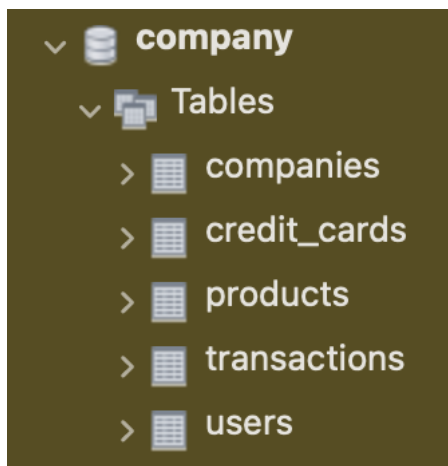 company
Tables
companies
credit_cards
products
transactions
users